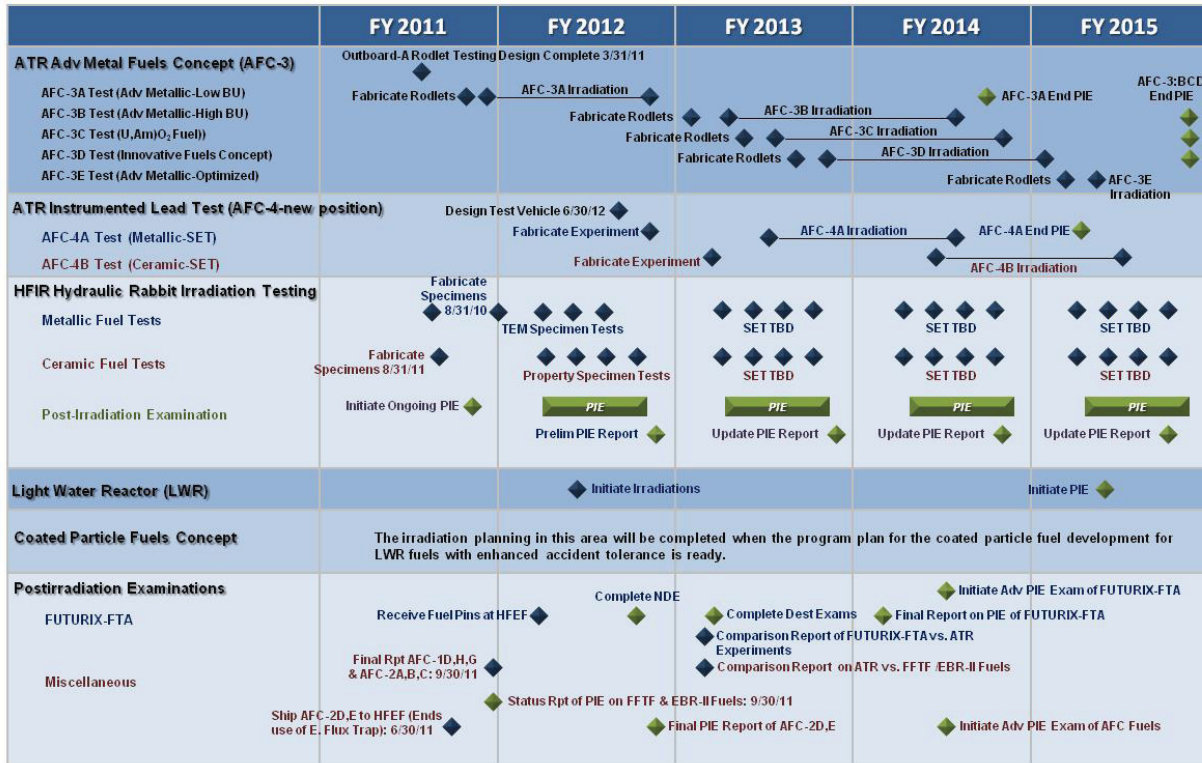 FY 2011 FY 2012 FY 2013 FY 2014 FY 2015
ATR Adv Metal Fuels Concept (AFC-3)
Outboard-A Rodlet Testing Design Complete 3/31/11
AFC-3A Test (Adv Metallic-Low BU)
Fabricate Rodlets
AFC-3A Irradiation
AFC-3A End PIE
AFC-3:BCD
End PIE
AFC-3B Test (Adv Metallic-High BU)
Fabricate Rodlets
AFC-3B Irradiation
AFC-3C Test (U,Am)O₂ Fuel))
Fabricate Rodlets
AFC-3C Irradiation
AFC-3D Test (Innovative Fuels Concept)
Fabricate Rodlets
AFC-3D Irradiation
AFC-3E Test (Adv Metallic-Optimized)
Fabricate Rodlets
AFC-3E
Irradiation
ATR Instrumented Lead Test (AFC-4-new position)
Design Test Vehicle 6/30/12
AFC-4A Test (Metallic-SET)
Fabricate Experiment
AFC-4A Irradiation
AFC-4A End PIE
AFC-4B Test (Ceramic-SET)
Fabricate Experiment
AFC-4B Irradiation
HFIR Hydraulic Rabbit Irradiation Testing
Fabricate
Specimens
8/31/10
Metallic Fuel Tests
TEM Specimen Tests
SET TBD
SET TBD
SET TBD
Ceramic Fuel Tests
Fabricate
Specimens 8/31/11
Property Specimen Tests
SET TBD
SET TBD
SET TBD
Post-Irradiation Examination
Initiate Ongoing PIE
PIE
PIE
PIE
PIE
Prelim PIE Report
Update PIE Report
Update PIE Report
Update PIE Report
Light Water Reactor (LWR)
Initiate Irradiations
Initiate PIE
Coated Particle Fuels Concept
The irradiation planning in this area will be completed when the program plan for the coated particle fuel development for
LWR fuels with enhanced accident tolerance is ready.
Postirradiation Examinations
Initiate Adv PIE Exam of FUTURIX-FTA
FUTURIX-FTA
Receive Fuel Pins at HFEF
Complete NDE
Complete Dest Exams
Final Report on PIE of FUTURIX-FTA
Comparison Report of FUTURIX-FTA vs. ATR
Experiments
Miscellaneous
Final Rpt AFC-1D,H,G
& AFC-2A,B,C: 9/30/11
Comparison Report on ATR vs. FFTF /EBR-II Fuels
Status Rpt of PIE on FFTF & EBR-II Fuels: 9/30/11
Ship AFC-2D,E to HFEF (Ends
use of E. Flux Trap): 6/30/11
Final PIE Report of AFC-2D,E
Initiate Adv PIE Exam of AFC Fuels